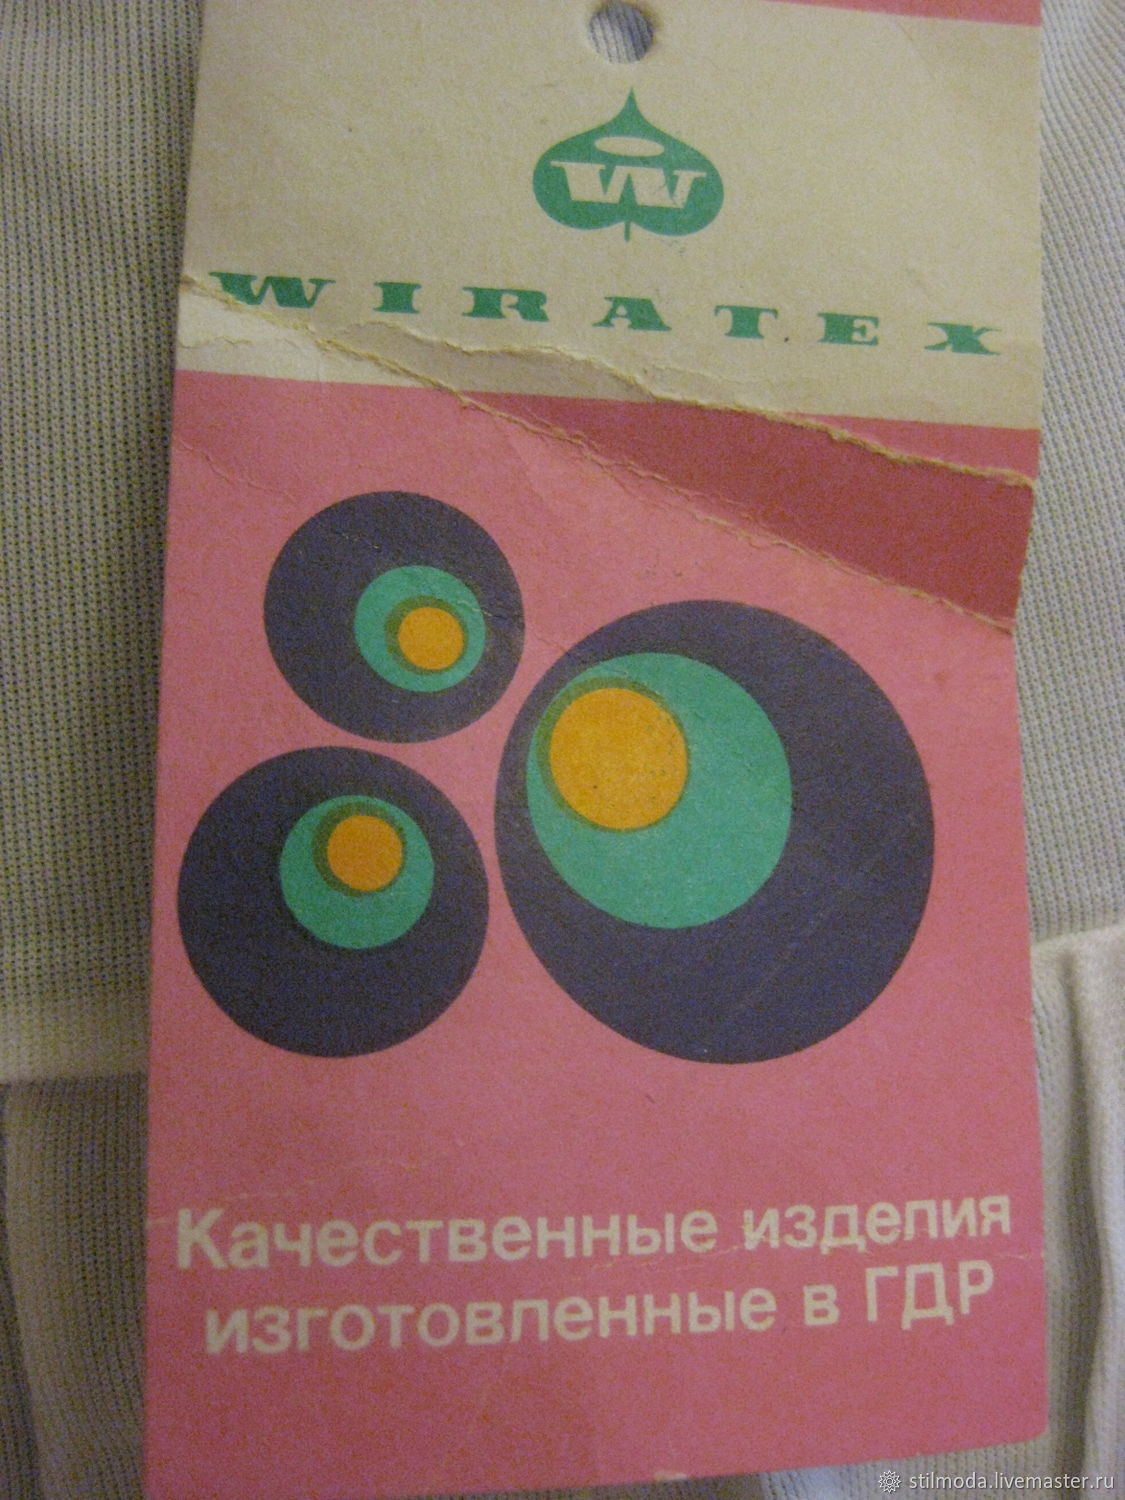 W
WIRATEX
Качественные изделия
изготовленные в ГДР
stilmoda.livemaster.ru